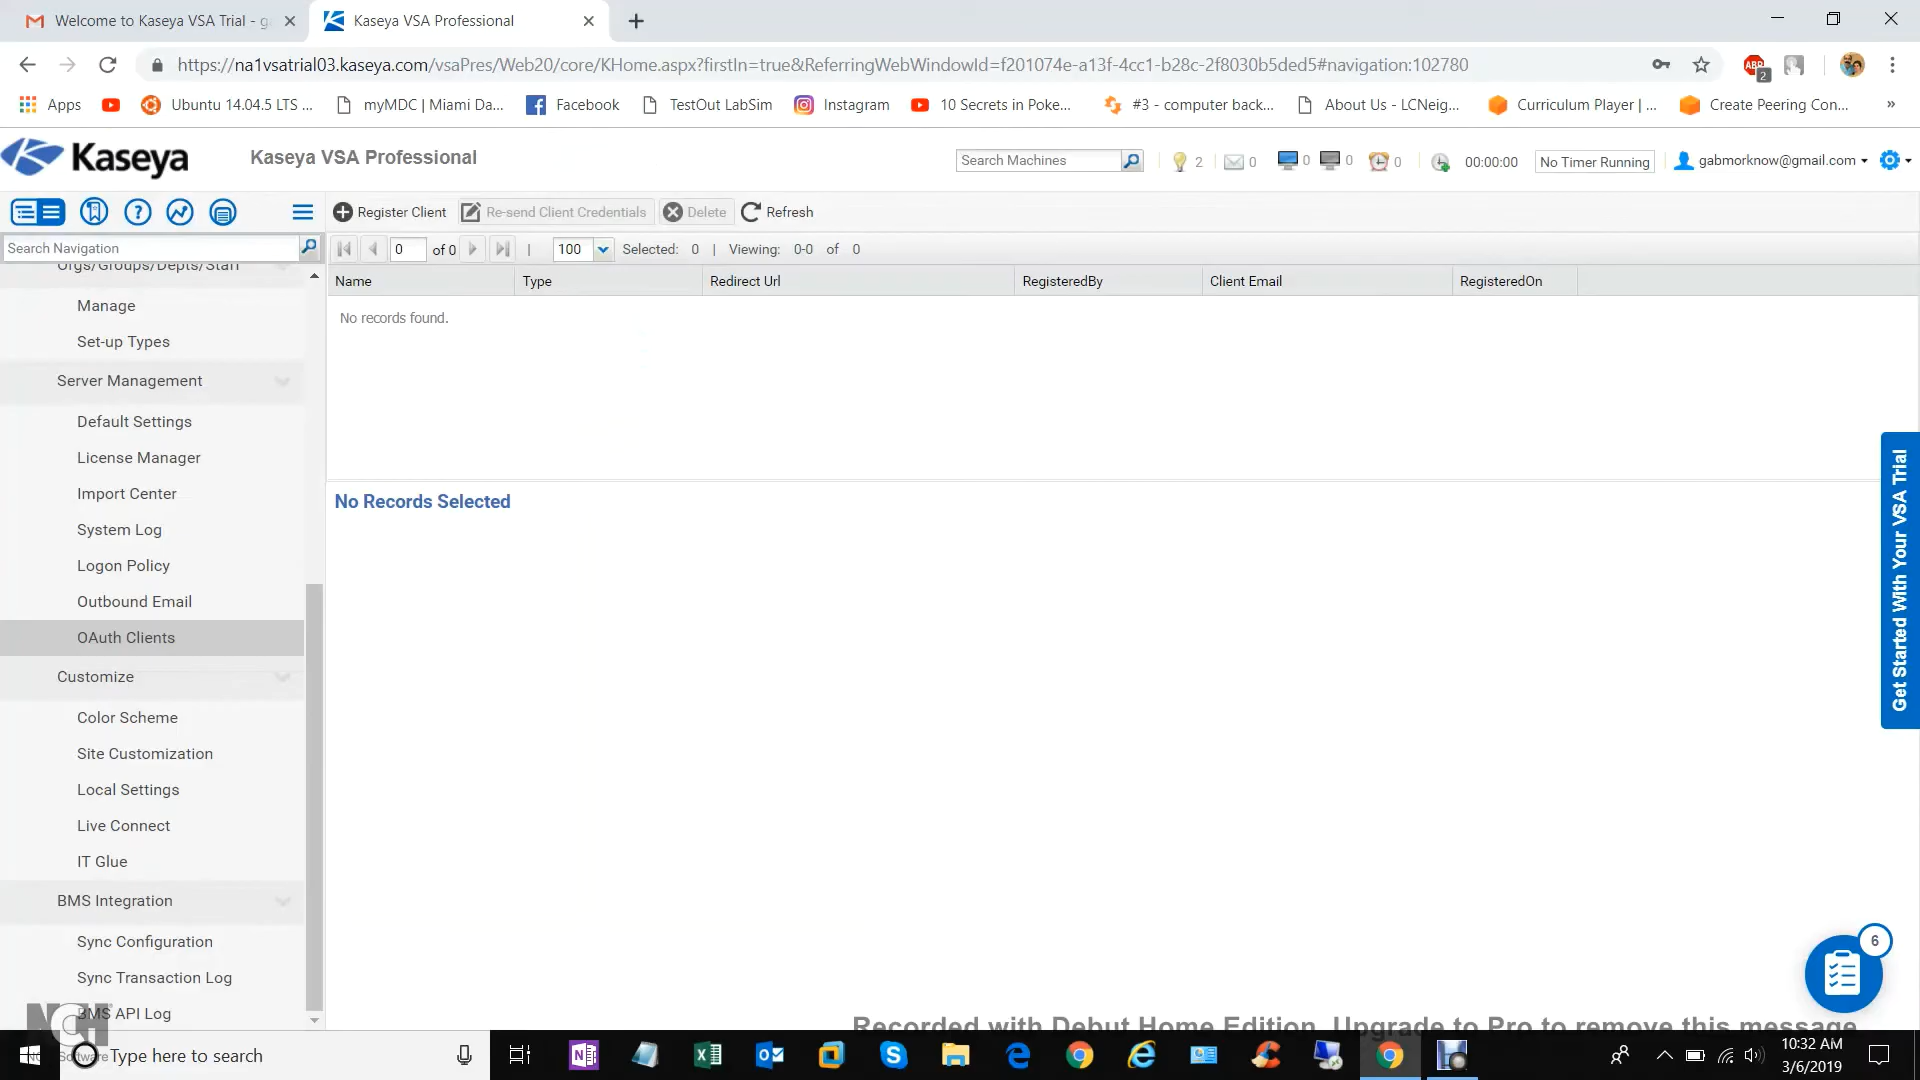 Welcome to Kaseya VSA Trial - g
Kaseya VSA Professional
https://na1vsatrial03.kaseya.com/vsaPres/Web20/core/KHome.aspx?firstIn=true&ReferringWebWindowId=f201074e-a13f-4cc1-b28c-2f8030b5ded5#navigation:102780
ABP
2
Apps
Ubuntu 14.04.5 LTS ...
myMDC | Miami Da...
Facebook
TestOut LabSim
Instagram
10 Secrets in Poke...
#3 - computer back...
About Us - LCNeig...
Curriculum Player | ...
Create Peering Con...
»
Kaseya
Kaseya VSA Professional
Search Machines
2
0
0
0
0
00:00:00
No Timer Running
gabmorknow@gmail.com
Register Client
Re-send Client Credentials
Delete
Refresh
Search Navigation
0 of 0 | 100 Selected: 0 | Viewing: 0-0 of 0
Name Type Redirect Url RegisteredBy Client Email RegisteredOn
No records found.
No Records Selected
Orgs/Groups/Depts/Staff
Manage
Set-up Types
Server Management
Default Settings
License Manager
Import Center
System Log
Logon Policy
Outbound Email
OAuth Clients
Customize
Color Scheme
Site Customization
Local Settings
Live Connect
IT Glue
BMS Integration
Sync Configuration
Sync Transaction Log
BMS API Log
Get Started With Your VSA Trial
6
NCH
Software
Recorded with Debut Home Edition. Upgrade to Pro to remove this message
Type here to search
10:32 AM
3/6/2019